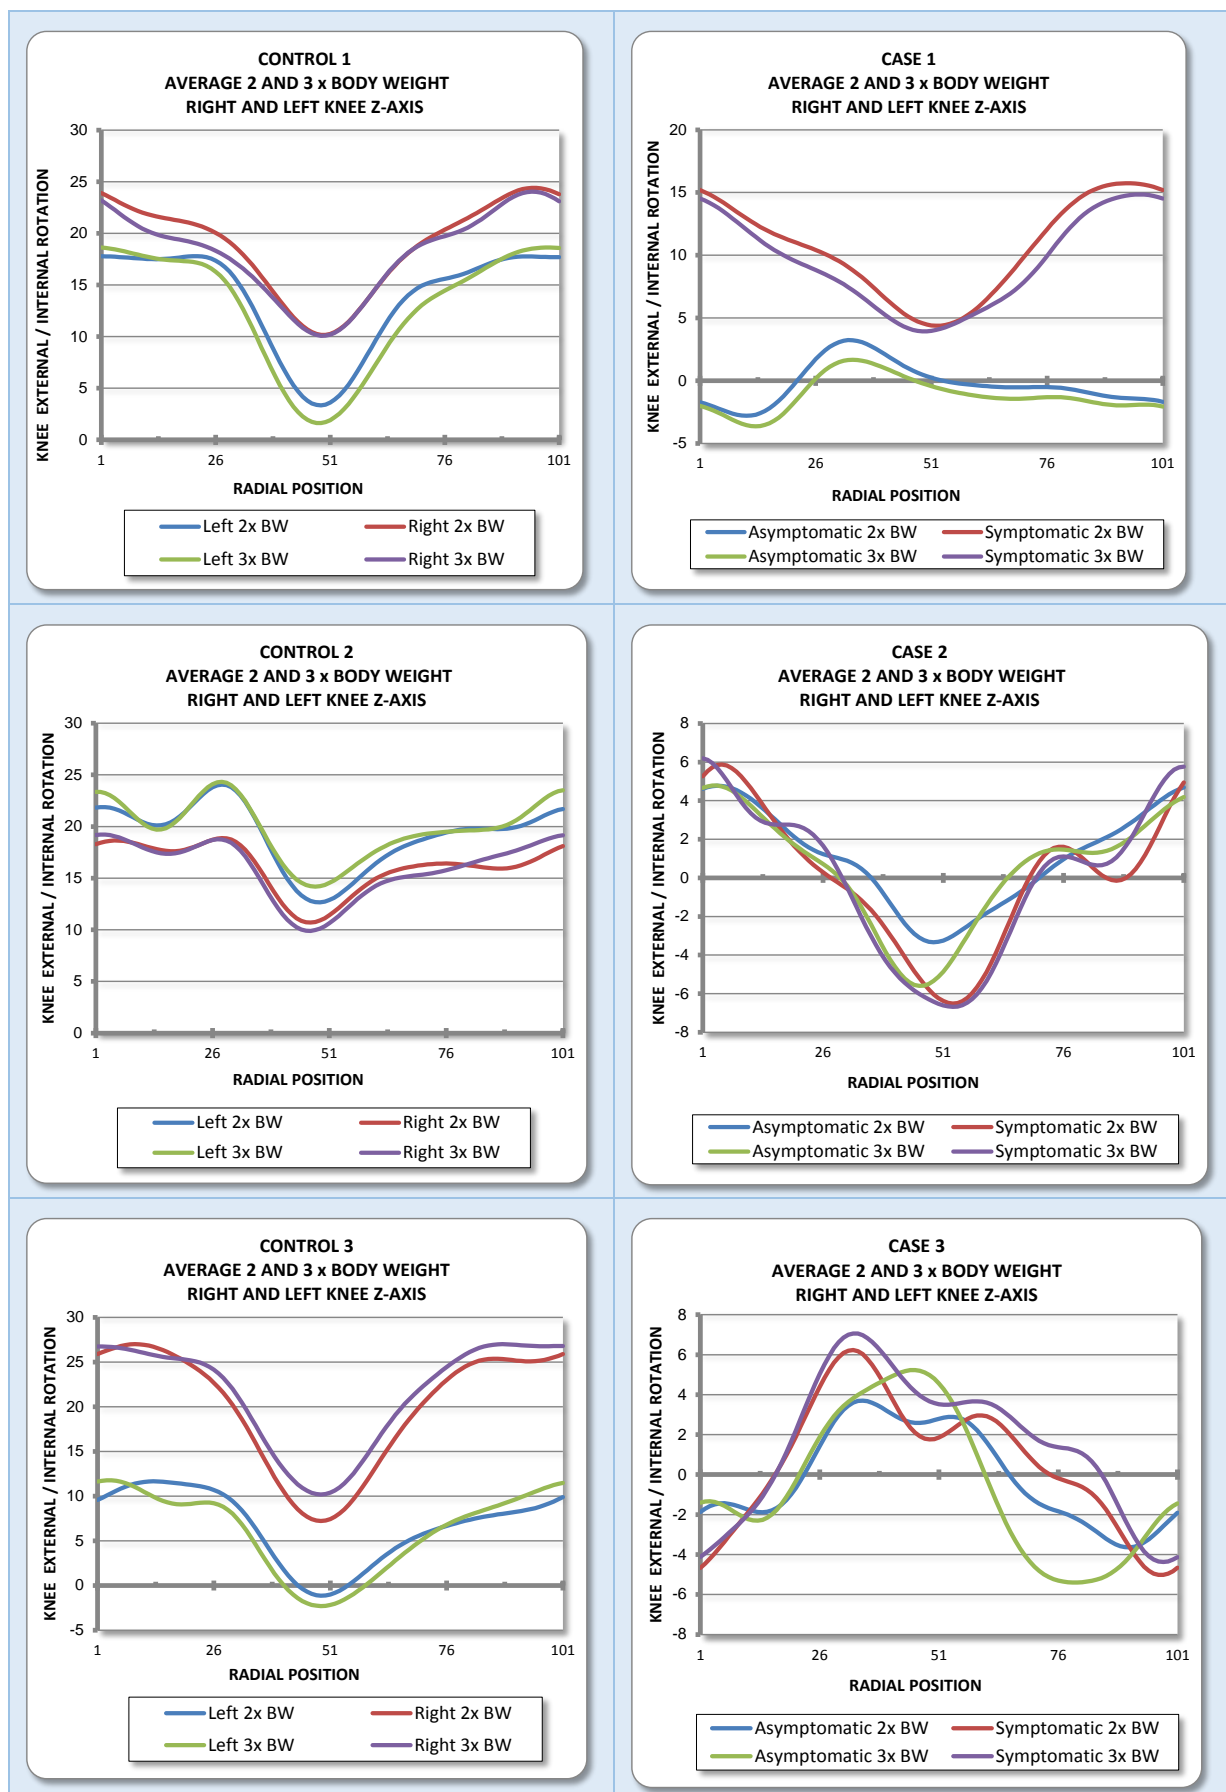 CONTROL 1
AVERAGE 2 AND 3 x BODY WEIGHT
RIGHT AND LEFT KNEE Z-AXIS
KNEE EXTERNAL / INTERNAL ROTATION
30
25
20
15
10
5
0
1 26 51 76 101
RADIAL POSITION
Left 2x BW Right 2x BW
Left 3x BW Right 3x BW
CASE 1
AVERAGE 2 AND 3 x BODY WEIGHT
RIGHT AND LEFT KNEE Z-AXIS
KNEE EXTERNAL / INTERNAL ROTATION
20
15
10
5
0
-5
1 26 51 76 101
RADIAL POSITION
Asymptomatic 2x BW Symptomatic 2x BW
Asymptomatic 3x BW Symptomatic 3x BW
CONTROL 2
AVERAGE 2 AND 3 x BODY WEIGHT
RIGHT AND LEFT KNEE Z-AXIS
KNEE EXTERNAL / INTERNAL ROTATION
30
25
20
15
10
5
0
1 26 51 76 101
RADIAL POSITION
Left 2x BW Right 2x BW
Left 3x BW Right 3x BW
CASE 2
AVERAGE 2 AND 3 x BODY WEIGHT
RIGHT AND LEFT KNEE Z-AXIS
KNEE EXTERNAL / INTERNAL ROTATION
8
6
4
2
0
-2
-4
-6
-8
1 26 51 76 101
RADIAL POSITION
Asymptomatic 2x BW Symptomatic 2x BW
Asymptomatic 3x BW Symptomatic 3x BW
CONTROL 3
AVERAGE 2 AND 3 x BODY WEIGHT
RIGHT AND LEFT KNEE Z-AXIS
KNEE EXTERNAL / INTERNAL ROTATION
30
25
20
15
10
5
0
-5
1 26 51 76 101
RADIAL POSITION
Left 2x BW Right 2x BW
Left 3x BW Right 3x BW
CASE 3
AVERAGE 2 AND 3 x BODY WEIGHT
RIGHT AND LEFT KNEE Z-AXIS
KNEE EXTERNAL / INTERNAL ROTATION
8
6
4
2
0
-2
-4
-6
-8
1 26 51 76 101
RADIAL POSITION
Asymptomatic 2x BW Symptomatic 2x BW
Asymptomatic 3x BW Symptomatic 3x BW